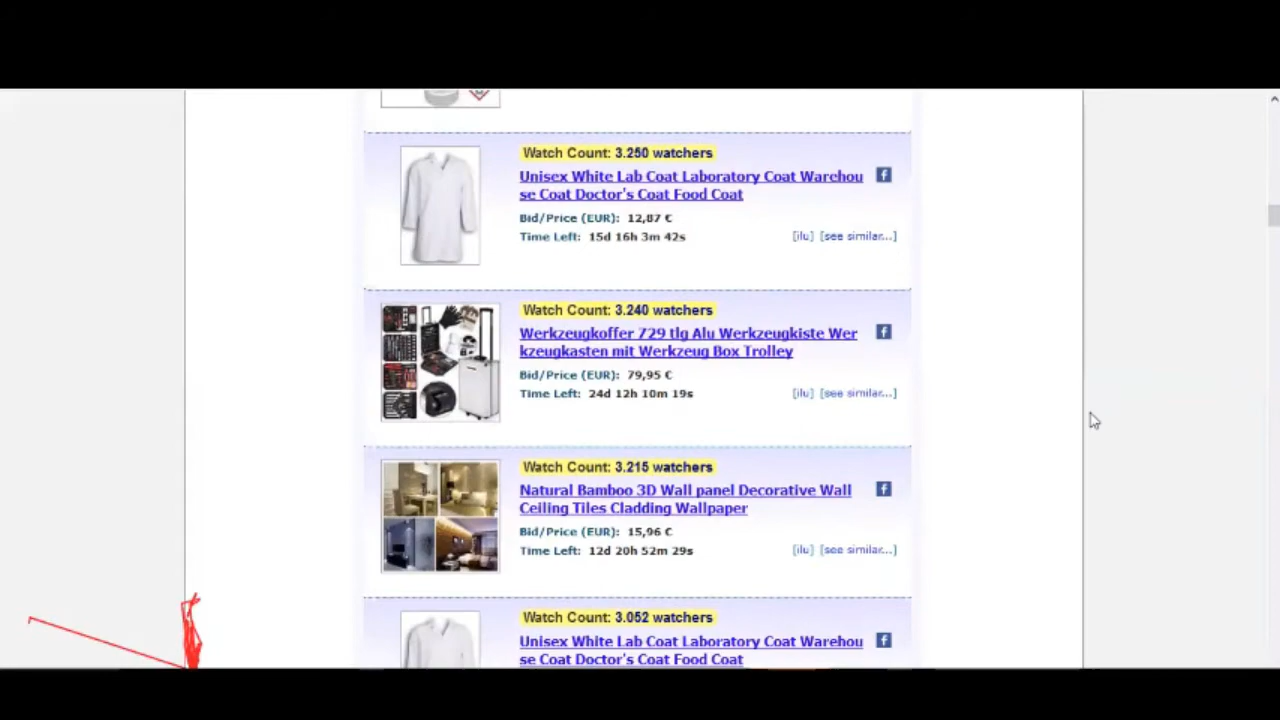 Watch Count: 3.250 watchers
Unisex White Lab Coat Laboratory Coat Warehou
se Coat Doctor's Coat Food Coat
Bid/Price (EUR): 12,87 €
Time Left: 15d 16h 3m 42s
[ilu] [see similar...]
Watch Count: 3.240 watchers
Werkzeugkoffer 729 tlg Alu Werkzeugkiste Wer
kzeugkasten mit Werkzeug Box Trolley
Bid/Price (EUR): 79,95 €
Time Left: 24d 12h 10m 19s
[ilu] [see similar...]
Watch Count: 3.215 watchers
Natural Bamboo 3D Wall panel Decorative Wall
Ceiling Tiles Cladding Wallpaper
Bid/Price (EUR): 15,96 €
Time Left: 12d 20h 52m 29s
[ilu] [see similar...]
Watch Count: 3.052 watchers
Unisex White Lab Coat Laboratory Coat Warehou
se Coat Doctor's Coat Food Coat